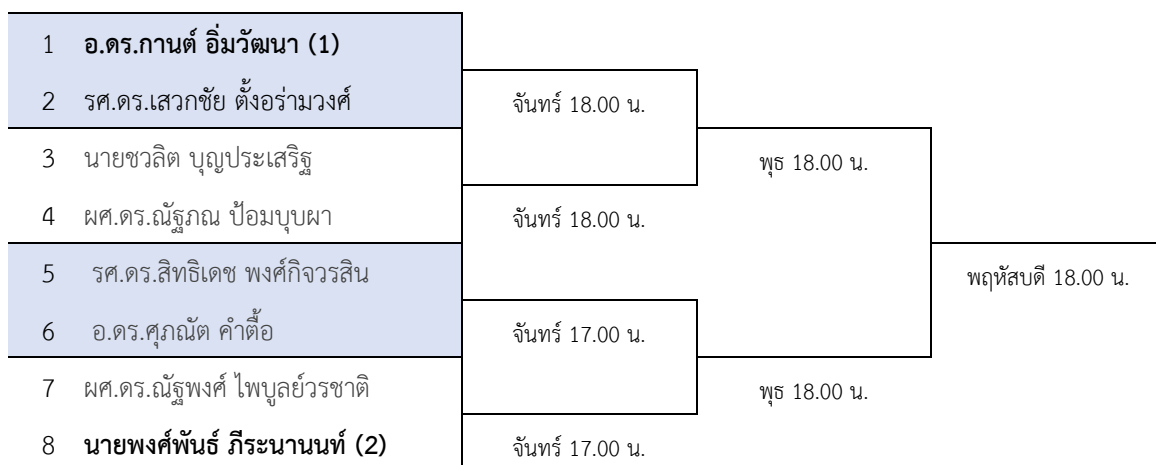 1 อ.ดร.กานต์ อิ่มวัฒนา (1)
2 รศ.ดร.เสวกชัย ตั้งอร่ามวงศ์
จันทร์ 18.00 น.
3 นายชวลิต บุญประเสริฐ
พุธ 18.00 น.
4 ผศ.ดร.ณัฐภณ ป้อมบุบผา
จันทร์ 18.00 น.
5 รศ.ดร.สิทธิเดช พงศ์กิจวรสิน
พฤหัสบดี 18.00 น.
6 อ.ดร.ศุภณัต คำตื้อ
จันทร์ 17.00 น.
7 ผศ.ดร.ณัฐพงศ์ ไพบูลย์วรชาติ
พุธ 18.00 น.
8 นายพงศ์พันธ์ ภีระนานนท์ (2)
จันทร์ 17.00 น.